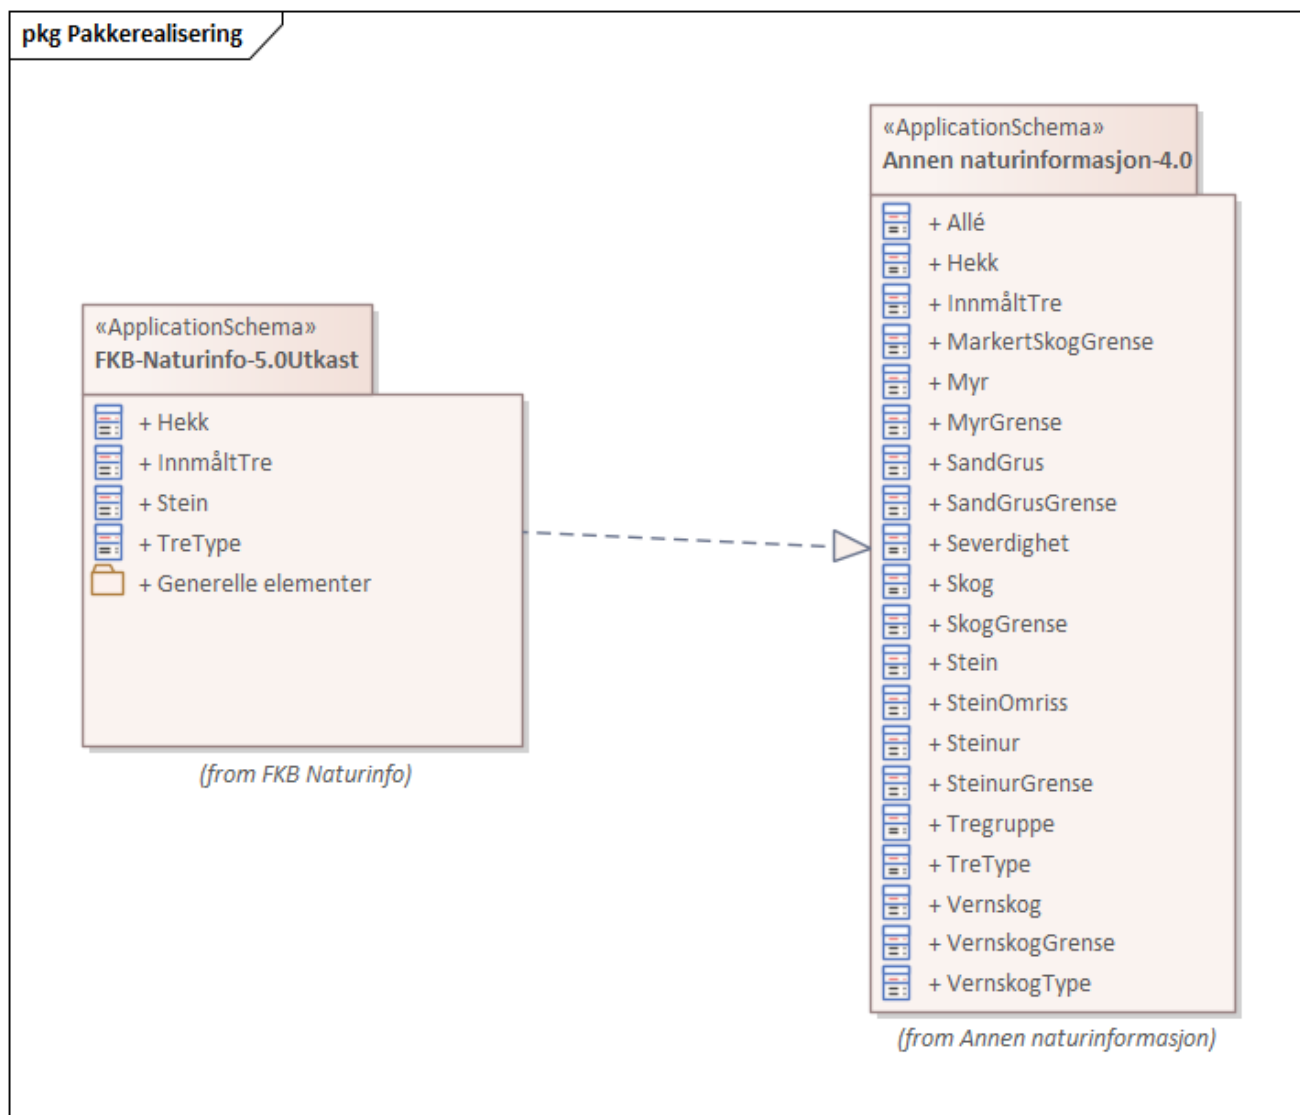 pkg Pakkerealisering
«ApplicationSchema»
FKB-Naturinfo-5.0Utkast
+ Hekk
+ InnmåltTre
+ Stein
+ TreType
+ Generelle elementer
(from FKB Naturinfo)
«ApplicationSchema»
Annen naturinformasjon-4.0
+ Allé
+ Hekk
+ InnmåltTre
+ MarkertSkogGrense
+ Myr
+ MyrGrense
+ SandGrus
+ SandGrusGrense
+ Severdighet
+ Skog
+ SkogGrense
+ Stein
+ SteinOmriss
+ Steinur
+ SteinurGrense
+ Tregruppe
+ TreType
+ Vernskog
+ VernskogGrense
+ VernskogType
(from Annen naturinformasjon)